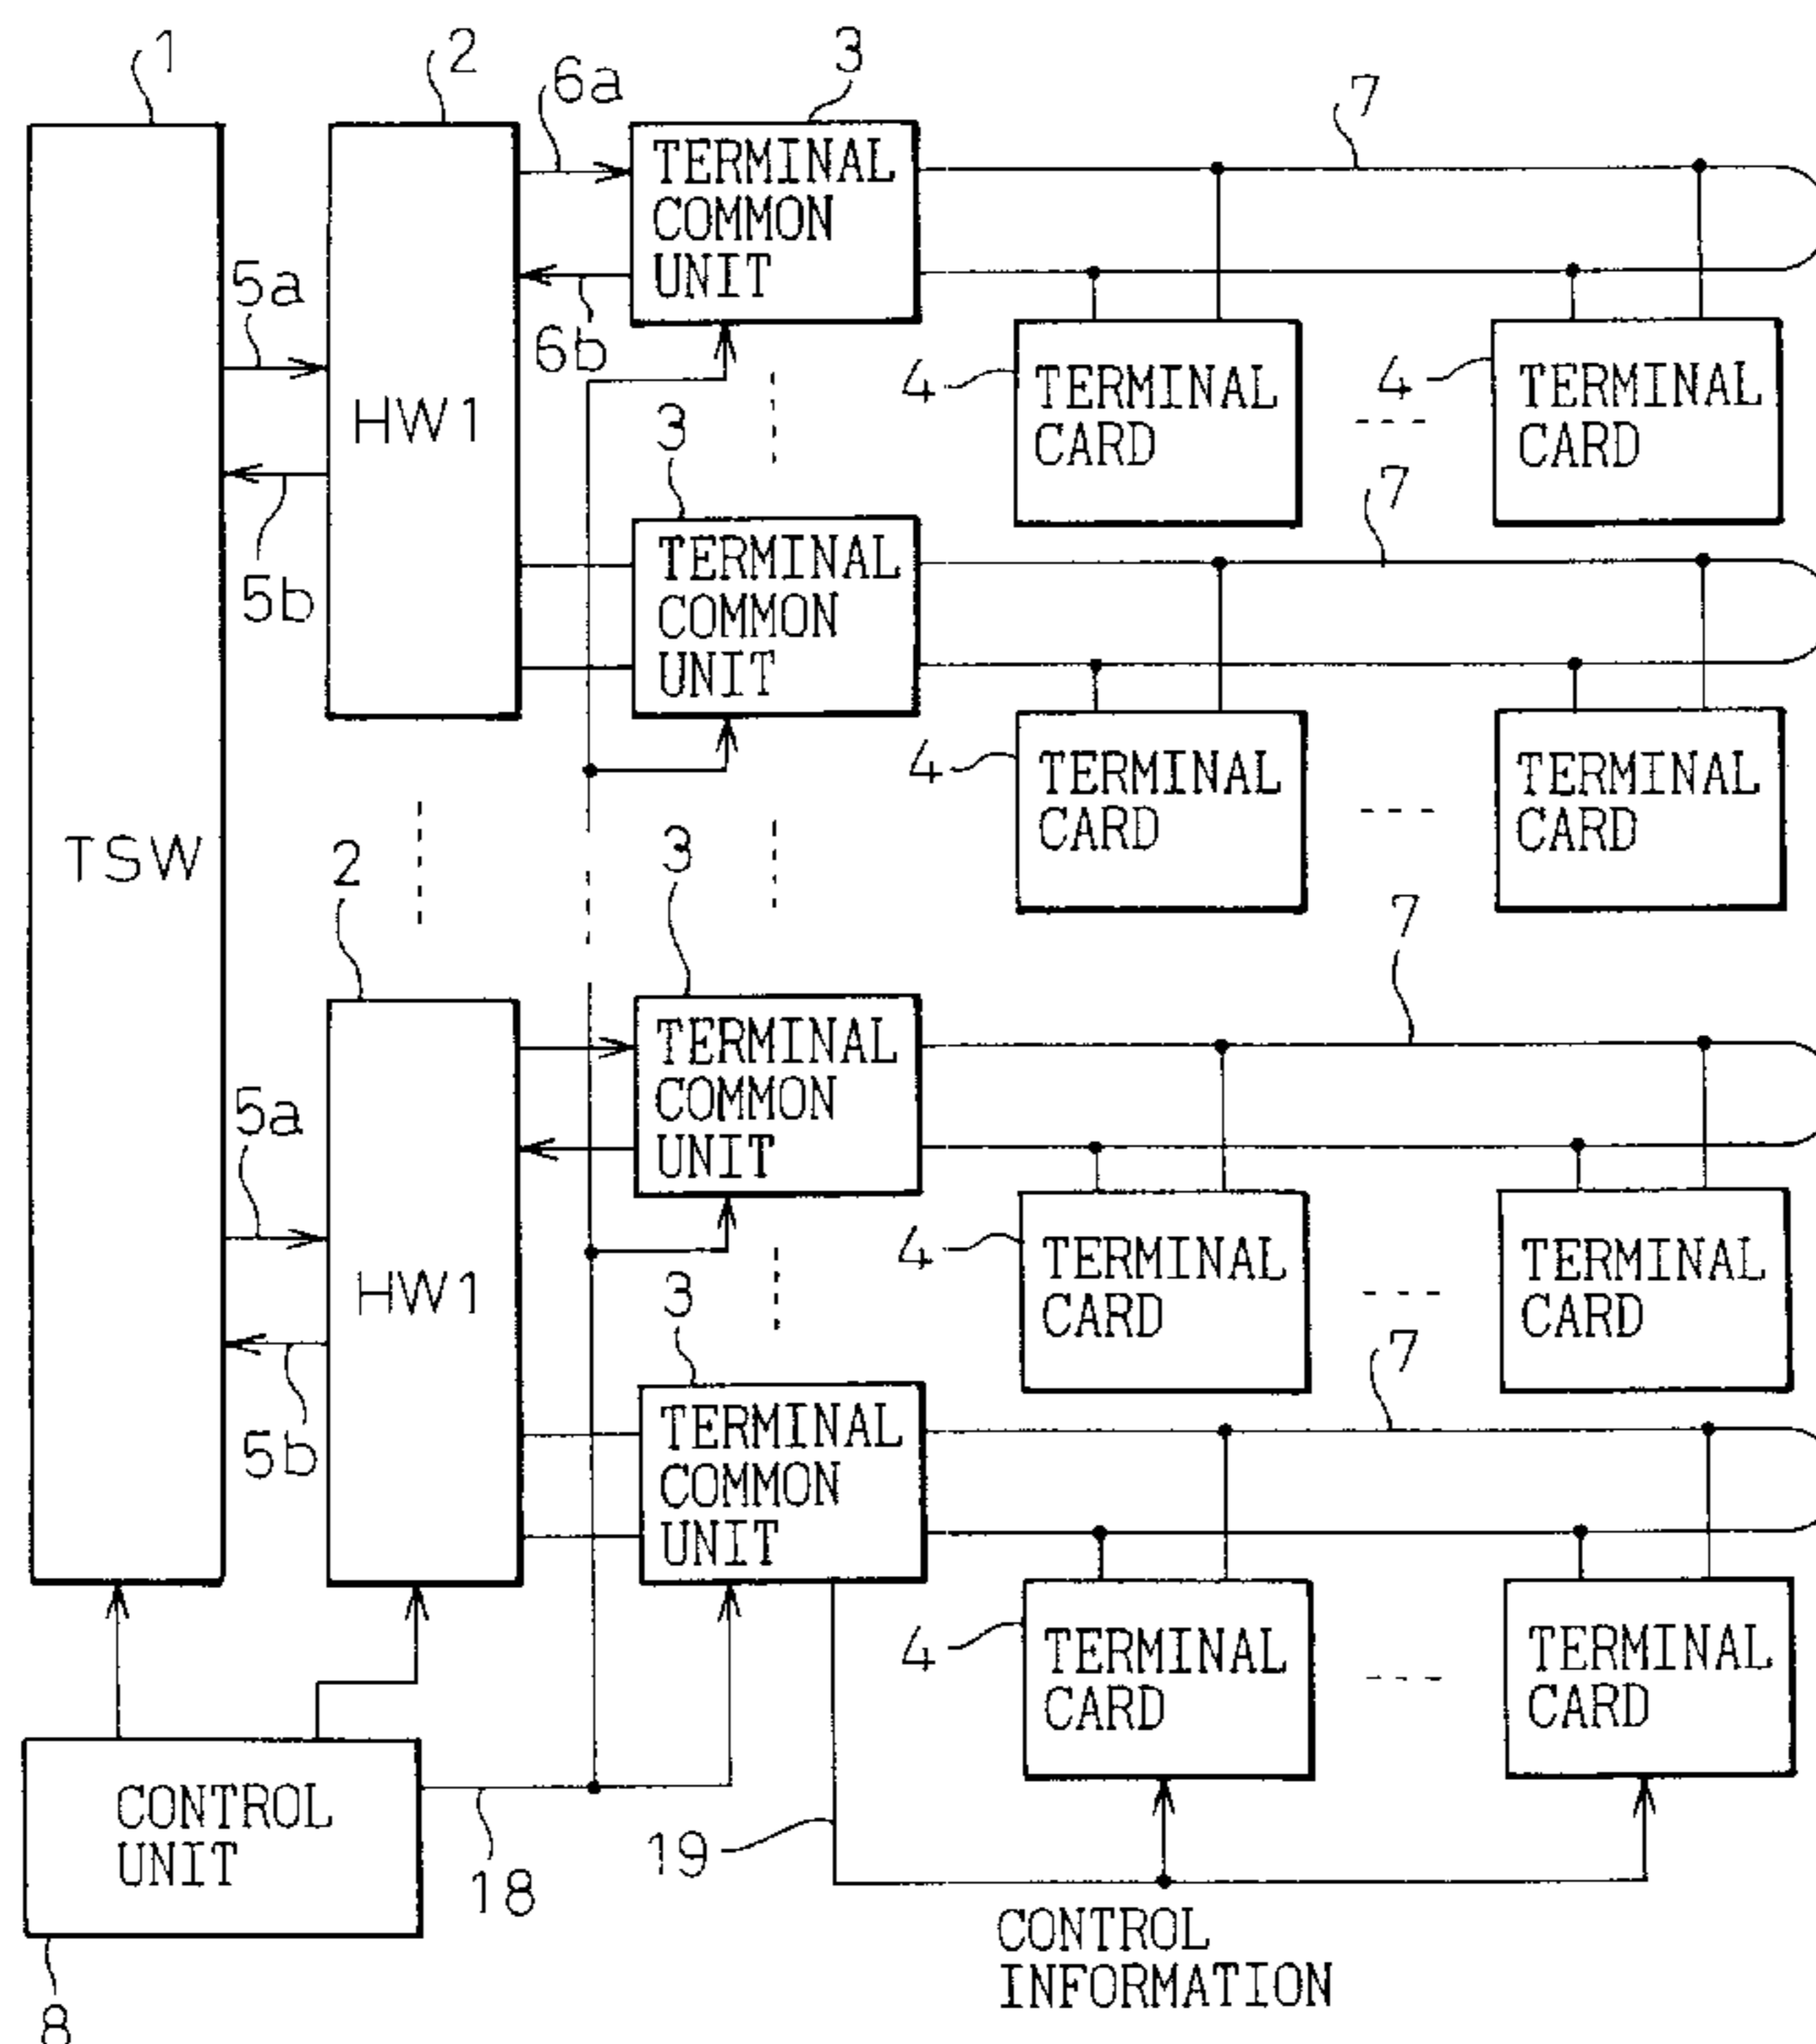 1
2
6a
3
7
TERMINAL
COMMON
UNIT
5a
6b
4
TERMINAL
CARD
4
TERMINAL
CARD
HW1
3
7
5b
TERMINAL
COMMON
UNIT
4
TERMINAL
CARD
TERMINAL
CARD
TSW
2
3
7
TERMINAL
COMMON
UNIT
5a
4
TERMINAL
CARD
TERMINAL
CARD
HW1
3
7
5b
TERMINAL
COMMON
UNIT
4
TERMINAL
CARD
TERMINAL
CARD
CONTROL
UNIT
18
19
CONTROL
INFORMATION
8